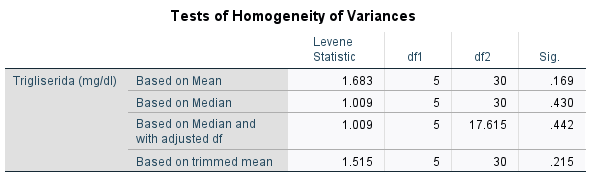 Tests of Homogeneity of Variances
Levene
Statistic df1 df2 Sig.
Trigliserida (mg/dl) Based on Mean 1.683 5 30 .169
Based on Median 1.009 5 30 .430
Based on Median and
with adjusted df 1.009 5 17.615 .442
Based on trimmed mean 1.515 5 30 .215